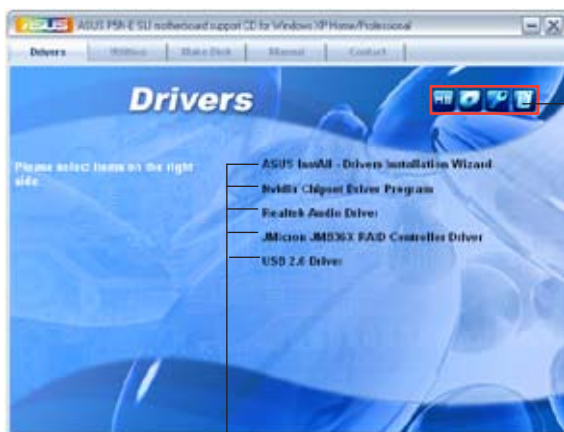 ASUS ASUS P5N-E SLI motherboard support CD for Windows XP Home/Professional
Drivers Utilities Make Disk Manual Contact
Drivers
Please select items on the right side.
ASUS InstAll - Drivers Installation Wizard
Nvidia Chipset Driver Program
Realtek Audio Driver
JMicron JMB36X RAID Controller Driver
USB 2.0 Driver